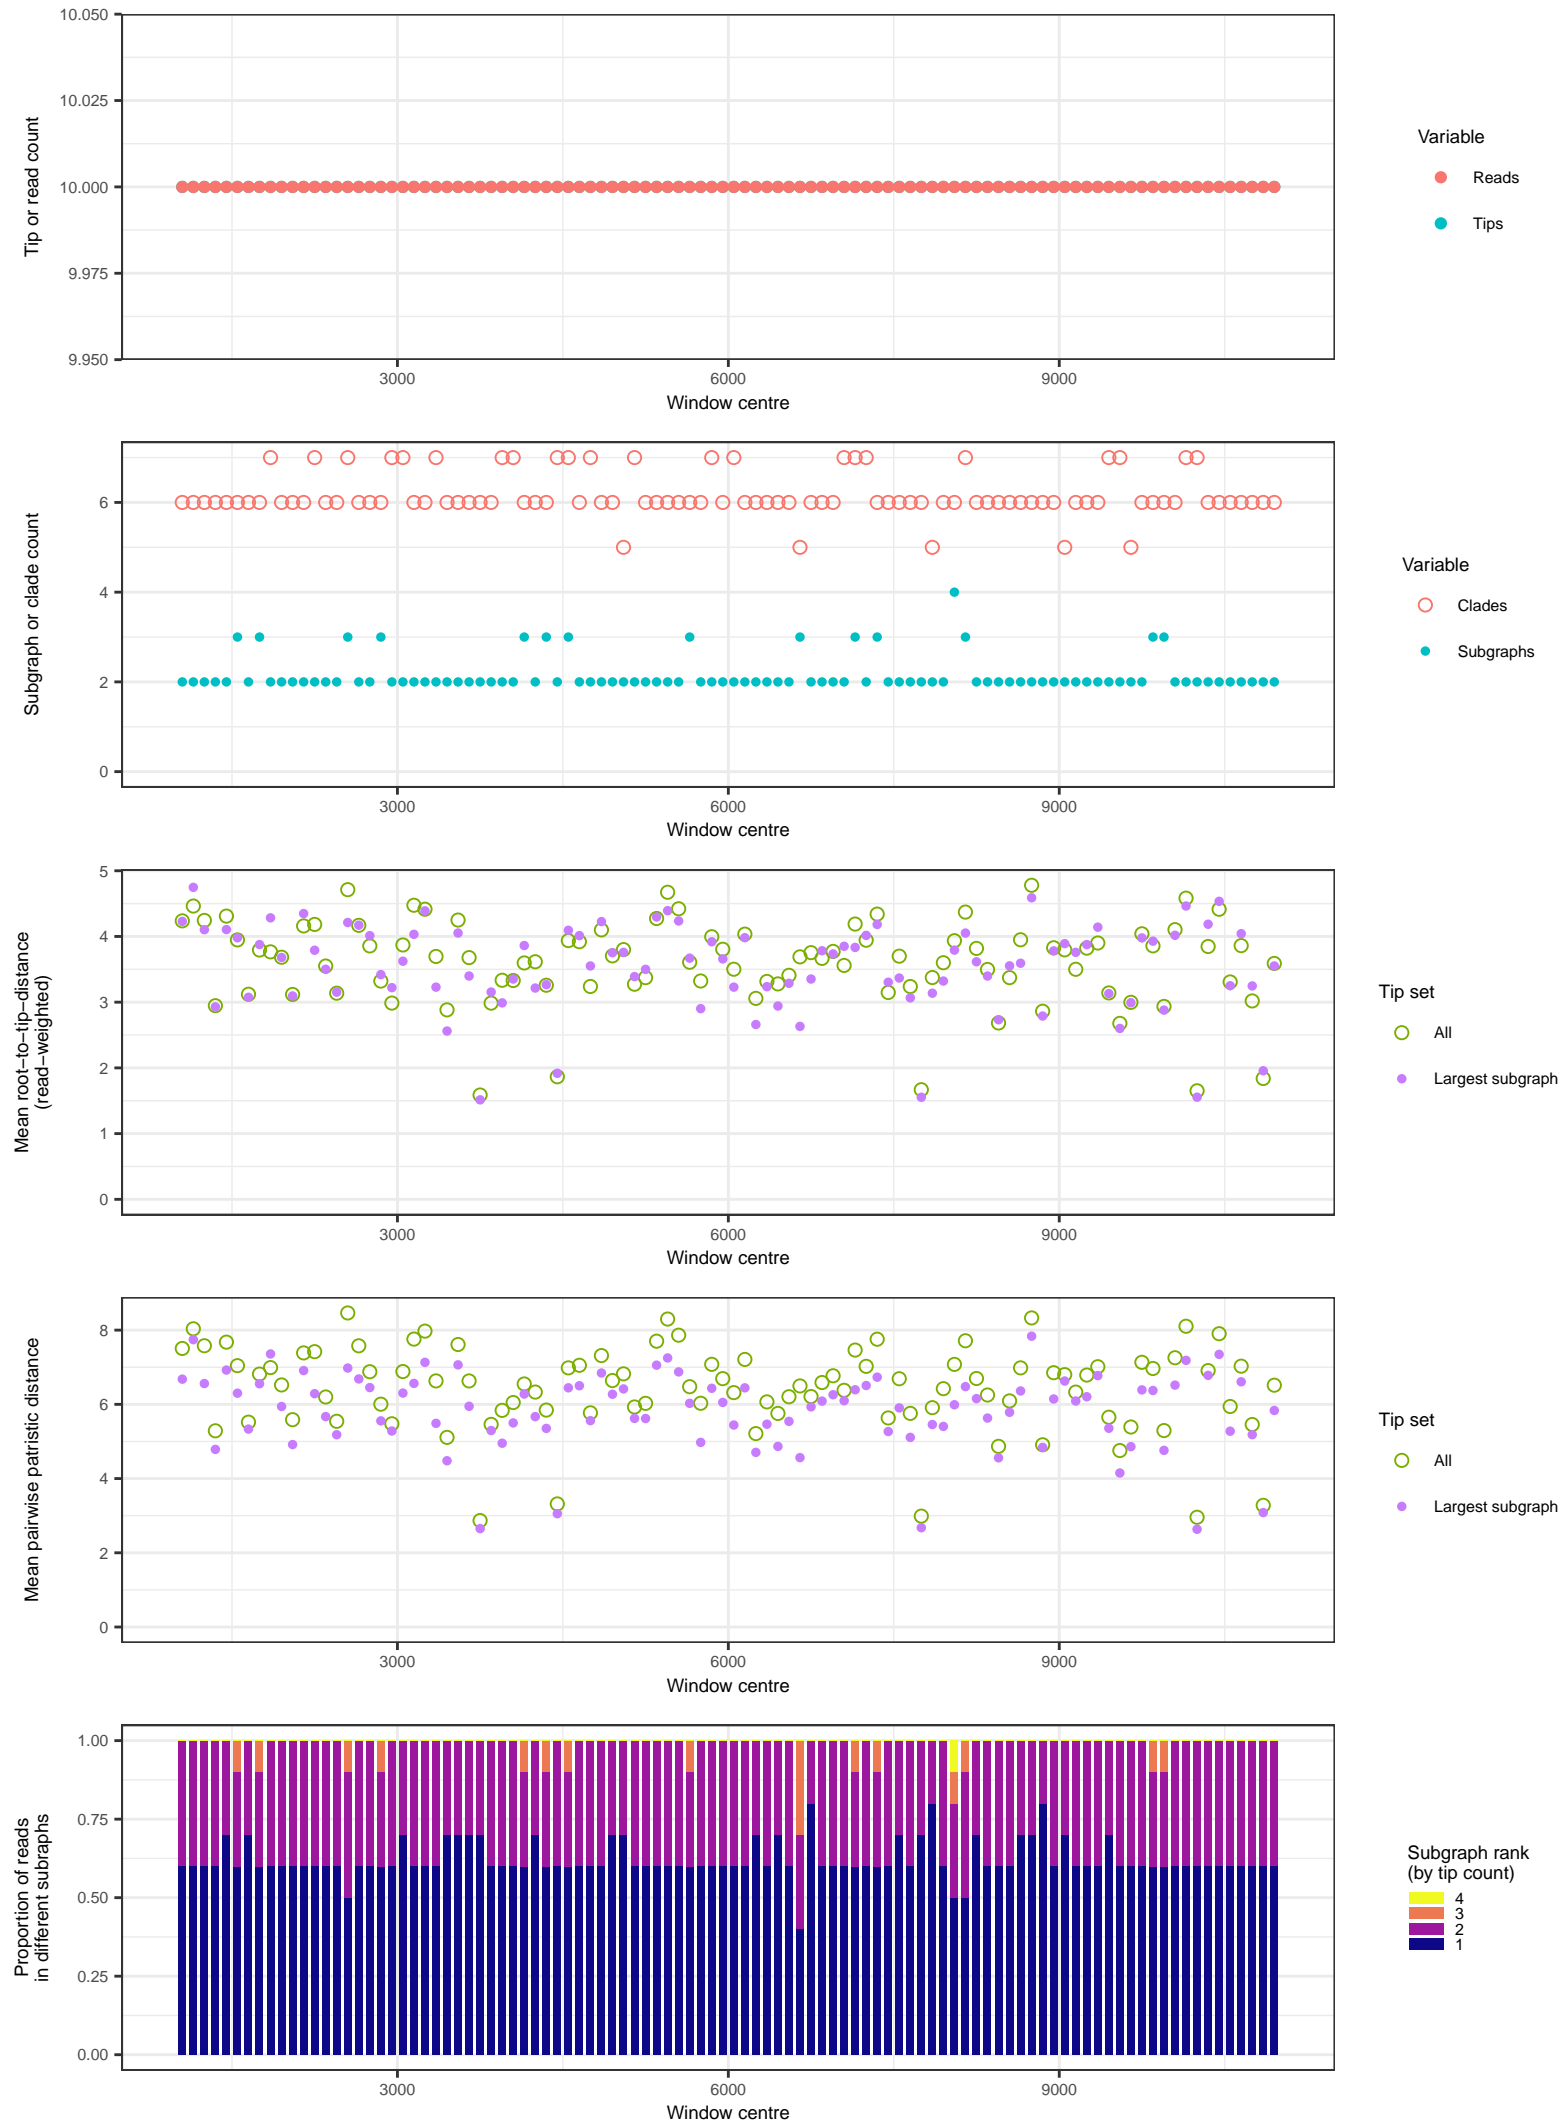 10.050
10.025
10.000
9.975
9.950
Tip or read count
3000
6000
9000
Window centre
Variable
Reads
Tips
6
4
2
0
Subgraph or clade count
3000
6000
9000
Window centre
Variable
Clades
Subgraphs
5
4
3
2
1
0
Mean root−to−tip−distance
(read−weighted)
3000
6000
9000
Window centre
Tip set
All
Largest subgraph
8
6
4
2
0
Mean pairwise patristic distance
3000
6000
9000
Window centre
Tip set
All
Largest subgraph
1.00
0.75
0.50
0.25
0.00
Proportion of reads
in different subraphs
3000
6000
9000
Window centre
Subgraph rank
(by tip count)
4
3
2
1